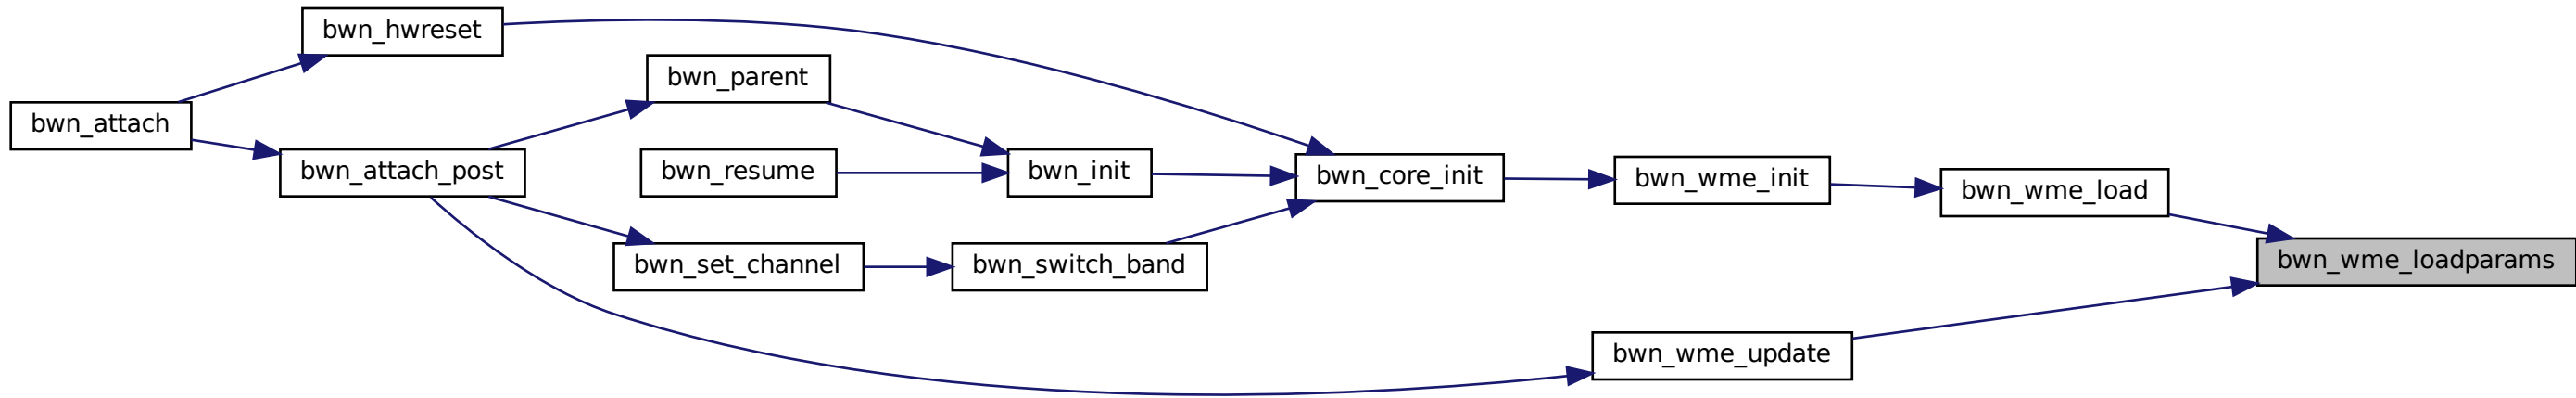 bwn_hwreset
bwn_parent
bwn_attach
bwn_attach_post
bwn_resume
bwn_init
bwn_core_init
bwn_wme_init
bwn_wme_load
bwn_set_channel
bwn_switch_band
bwn_wme_loadparams
bwn_wme_update